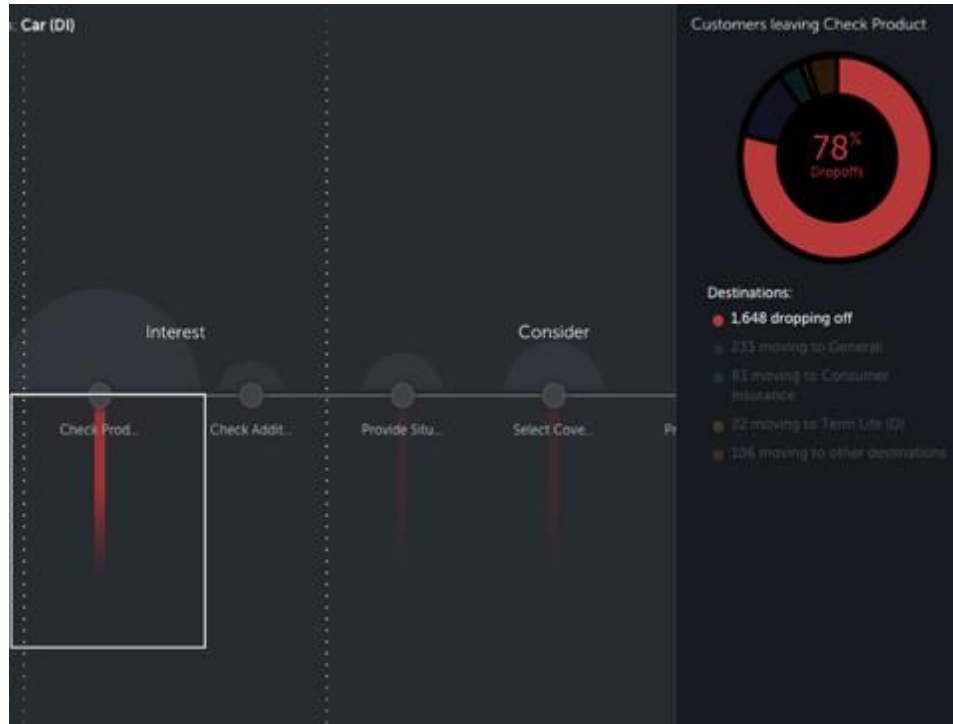 : Car (DI)
Interest
Consider
Check Prod...
Check Addit...
Provide Situ...
Select Cove...
Pr
Customers leaving Check Product
78%
Dropoffs
Destinations:
1,648 dropping off
233 moving to General
81 moving to Consumer
Insurance
22 moving to Term Life (DI)
106 moving to other destinations